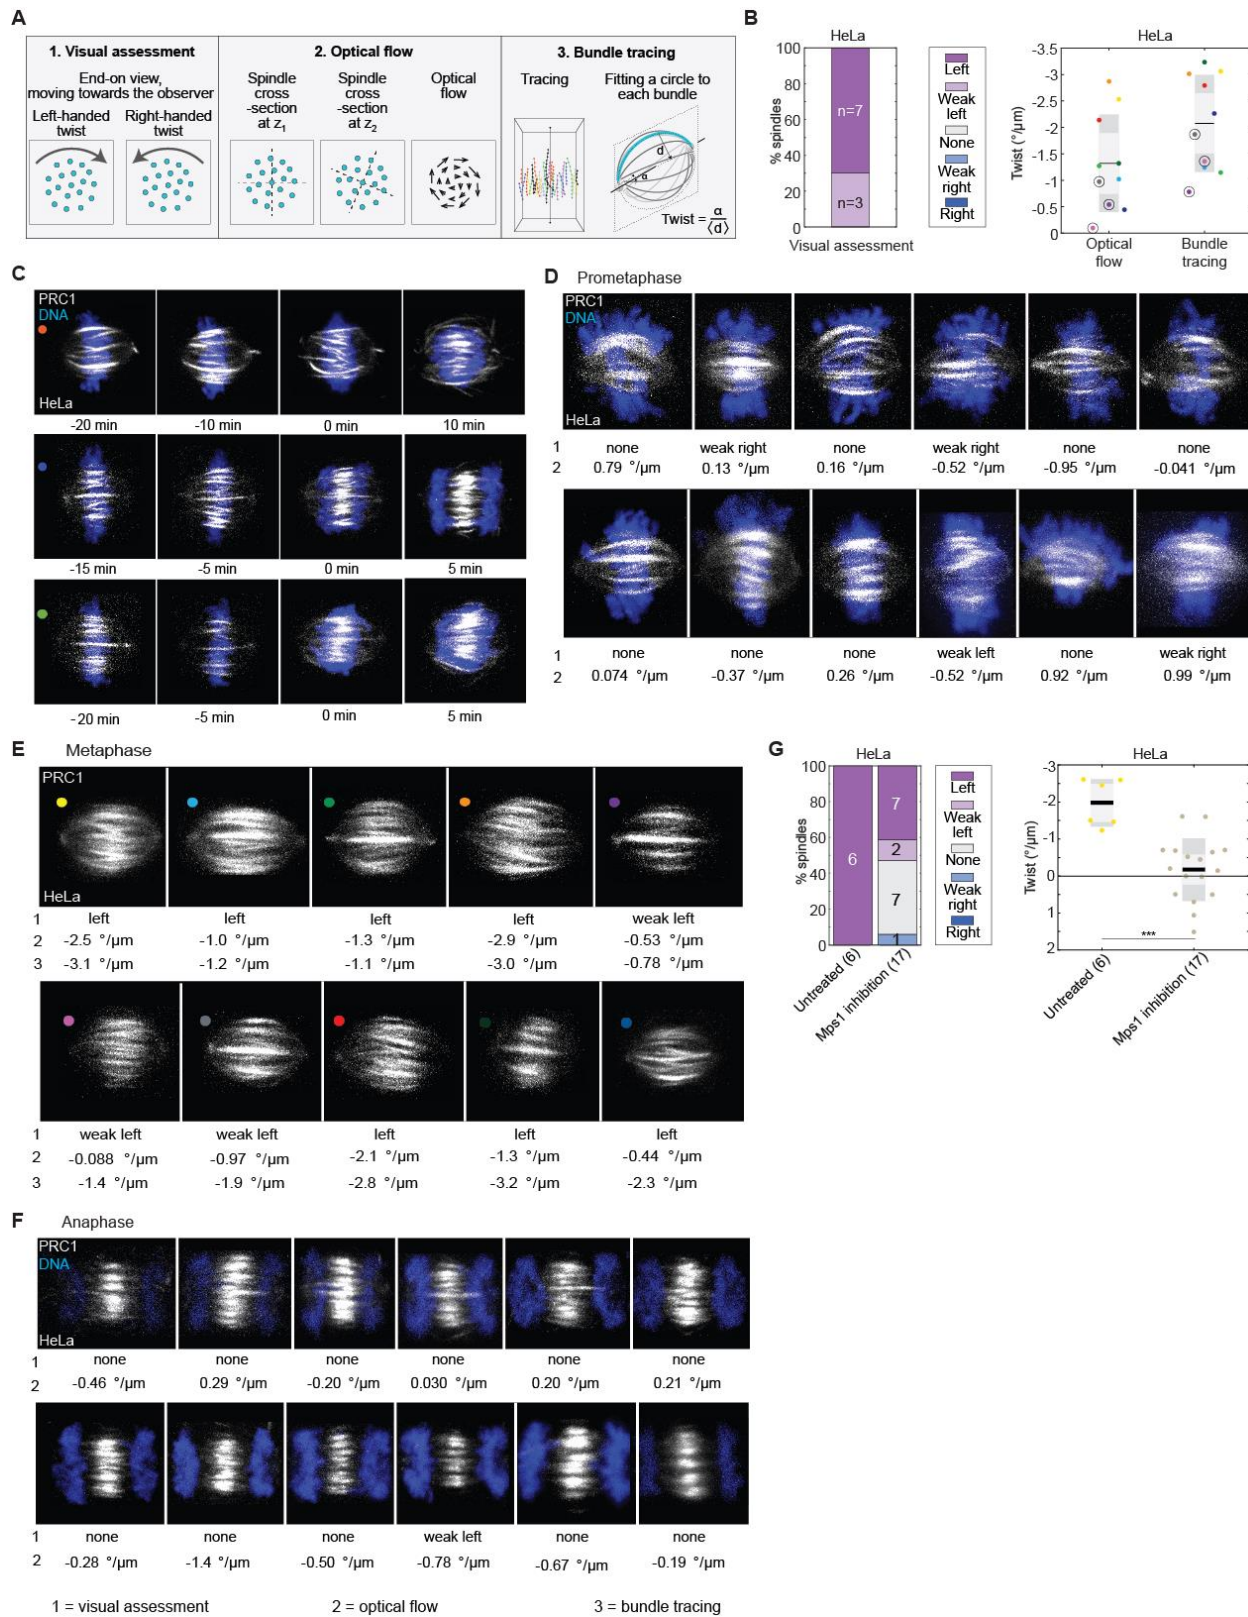 A
1. Visual assessment
End-on view,
moving towards the observer
Left-handed
twist
Right-handed
twist
2. Optical flow
Spindle
cross
-section
at z1
Spindle
cross
-section
at z2
Optical
flow
3. Bundle tracing
Tracing
Fitting a circle to
each bundle
d
α
Twist = α
⟨d⟩
B
HeLa
% spindles
100
80
60
40
20
0
n=7
n=3
Visual assessment
Left
Weak
left
None
Weak
right
Right
HeLa
Twist (°/µm)
-3.5
-3
-2.5
-2
-1.5
-1
-0.5
0
Optical
flow
Bundle
tracing
C
PRC1
DNA
HeLa
-20 min
-10 min
0 min
10 min
-15 min
-5 min
0 min
5 min
-20 min
-5 min
0 min
5 min
D
Prometaphase
PRC1
DNA
HeLa
1 none weak right none weak right none none
2 0.79 °/µm 0.13 °/µm 0.16 °/µm -0.52 °/µm -0.95 °/µm -0.041 °/µm
1 none none none weak left none weak right
2 0.074 °/µm -0.37 °/µm 0.26 °/µm -0.52 °/µm 0.92 °/µm 0.99 °/µm
E
Metaphase
PRC1
HeLa
1 left left left left weak left
2 -2.5 °/µm -1.0 °/µm -1.3 °/µm -2.9 °/µm -0.53 °/µm
3 -3.1 °/µm -1.2 °/µm -1.1 °/µm -3.0 °/µm -0.78 °/µm
1 weak left weak left left left left
2 -0.088 °/µm -0.97 °/µm -2.1 °/µm -1.3 °/µm -0.44 °/µm
3 -1.4 °/µm -1.9 °/µm -2.8 °/µm -3.2 °/µm -2.3 °/µm
G
HeLa
% spindles
100
80
60
40
20
0
6
7
2
7
1
Untreated (6)
Mps1 inhibition (17)
Left
Weak
left
None
Weak
right
Right
HeLa
Twist (°/µm)
-3
-2
-1
0
1
2
***
Untreated (6)
Mps1 inhibition (17)
F
Anaphase
PRC1
DNA
HeLa
1 none none none none none none
2 -0.46 °/µm 0.29 °/µm -0.20 °/µm 0.030 °/µm 0.20 °/µm 0.21 °/µm
1 none none none weak left none none
2 -0.28 °/µm -1.4 °/µm -0.50 °/µm -0.78 °/µm -0.67 °/µm -0.19 °/µm
1 = visual assessment 2 = optical flow 3 = bundle tracing